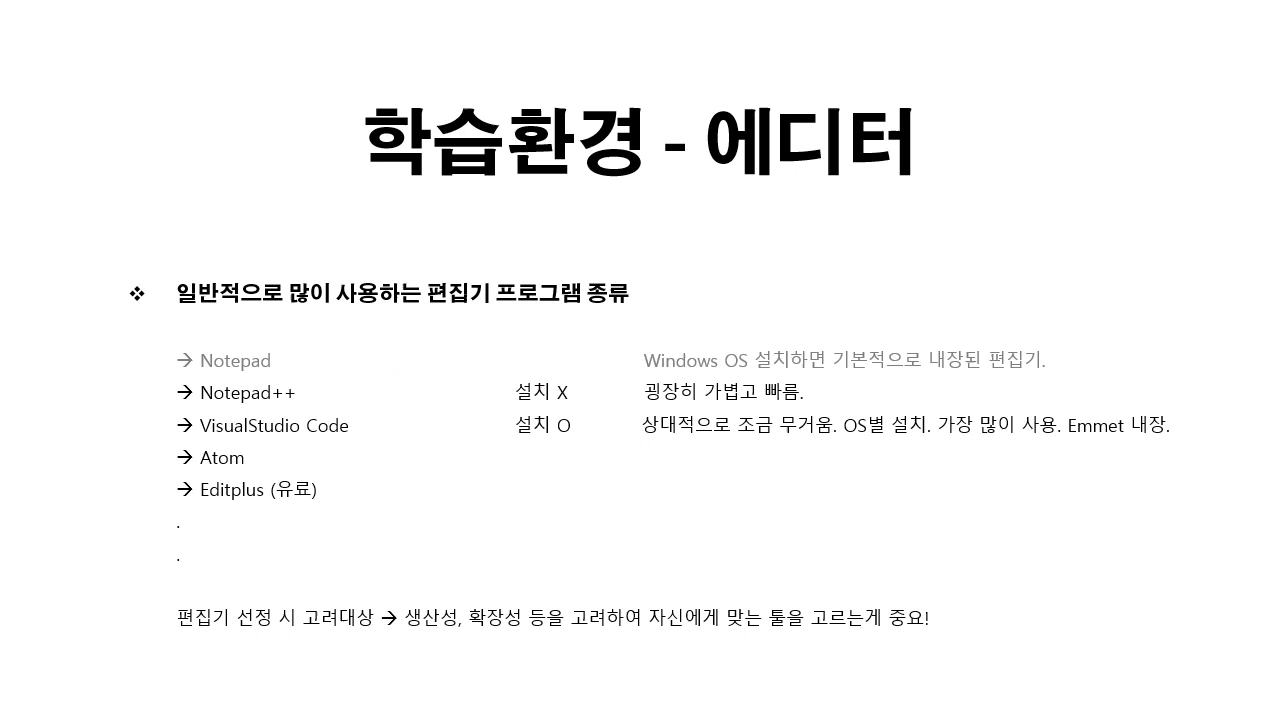 학습환경 - 에디터
❖ 일반적으로 많이 사용하는 편집기 프로그램 종류
→ Notepad Windows OS 설치하면 기본적으로 내장된 편집기.
→ Notepad++ 설치 X 굉장히 가볍고 빠름.
→ VisualStudio Code 설치 O 상대적으로 조금 무거움. OS별 설치. 가장 많이 사용. Emmet 내장.
→ Atom
→ Editplus (유료)
.
.
편집기 선정 시 고려대상 → 생산성, 확장성 등을 고려하여 자신에게 맞는 툴을 고르는게 중요!